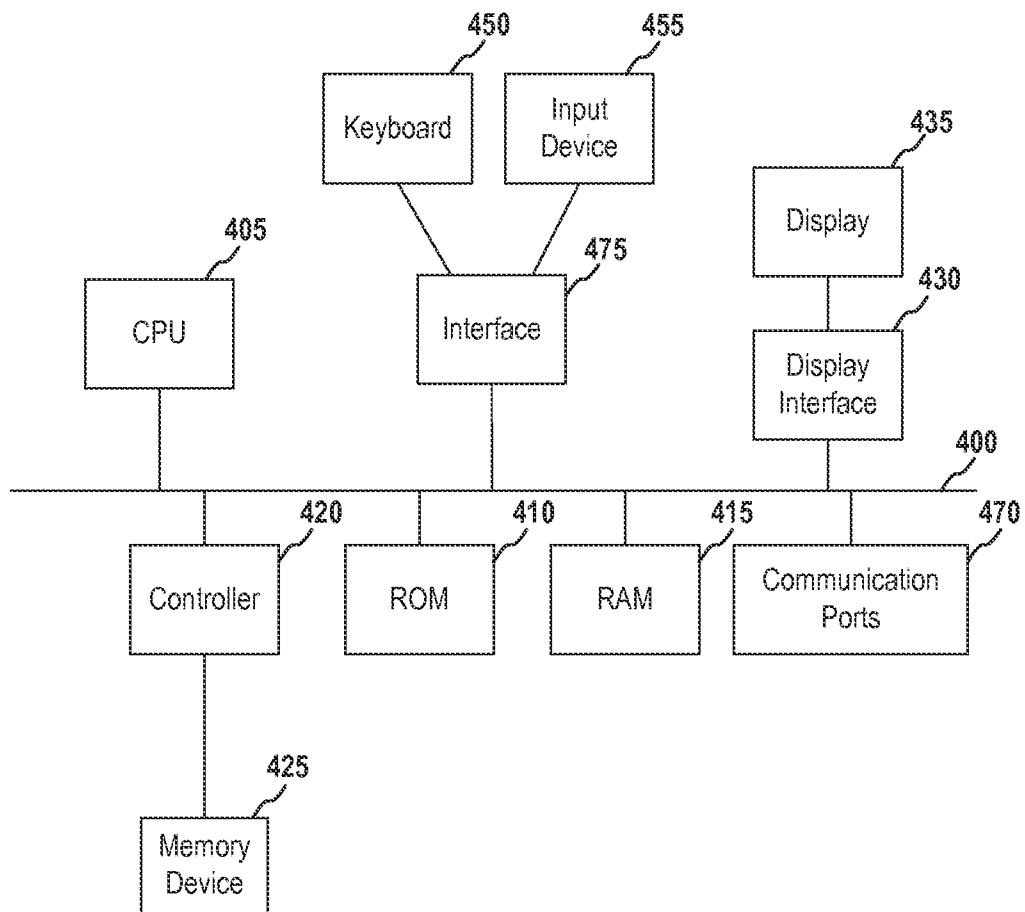 450
455
Keyboard
Input
Device
435
Display
405
475
430
CPU
Interface
Display
Interface
400
420
410
415
470
Controller
ROM
RAM
Communication
Ports
425
Memory
Device